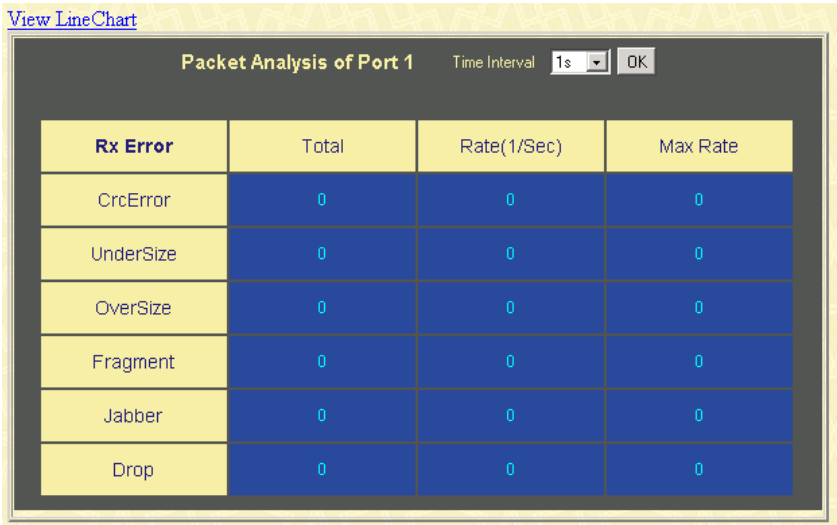 View LineChart
Packet Analysis of Port 1 Time Interval 1s OK
Rx Error Total Rate(1/Sec) Max Rate
CrcError 0 0 0
UnderSize 0 0 0
OverSize 0 0 0
Fragment 0 0 0
Jabber 0 0 0
Drop 0 0 0